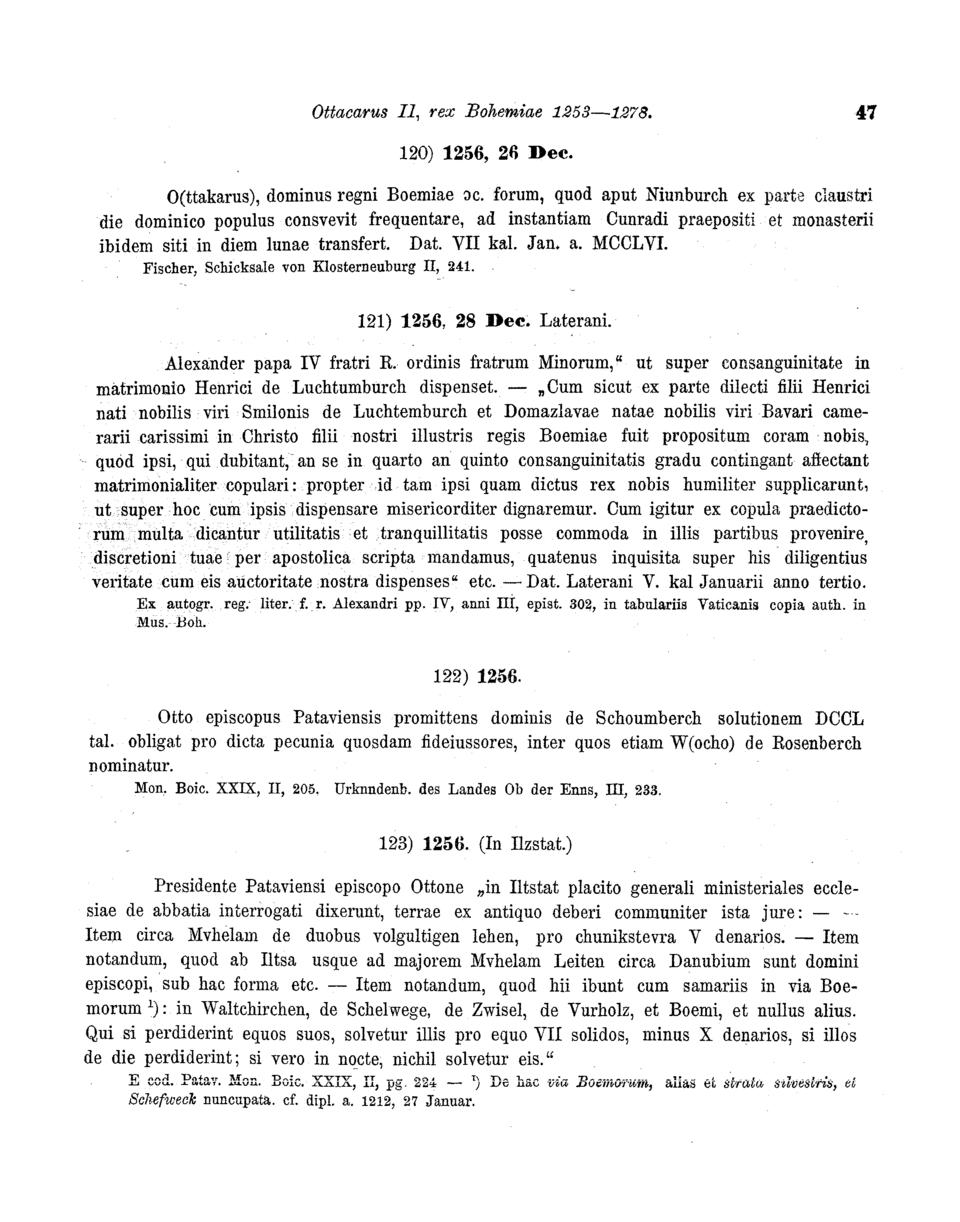 Ottacarus II, rex Bohemiae 1253—1278. 47
120) 1256, 26 Dec.
O(ttakarus), dominus regni Boemiae ɔc. forum, quod aput Niunburch ex parte claustri
die dominico populus consvevit frequentare, ad instantiam Cunradi praepositi et monasterii
ibidem siti in diem lunae transfert. Dat. VII kal. Jan. a. MCCLVI.
Fischer, Schicksale von Klosterneuburg II, 241.
121) 1256, 28 Dec. Laterani.
Alexander papa IV fratri R. ordinis fratrum Minorum,“ ut super consanguinitate in
matrimonio Henrici de Luchtumburch dispenset. — „Cum sicut ex parte dilecti filii Henrici
nati nobilis viri Smilonis de Luchtemburch et Domazlavae natae nobilis viri Bavari came-
rarii carissimi in Christo filii nostri illustris regis Boemiae fuit propositum coram nobis,
quod ipsi, qui dubitant, an se in quarto an quinto consanguinitatis gradu contingant affectant
matrimonialiter copulari: propter id tam ipsi quam dictus rex nobis humiliter supplicarunt,
ut super hoc cum ipsis dispensare misericorditer dignaremur. Cum igitur ex copula praedicto-
rum multa dicantur utilitatis et tranquillitatis posse commoda in illis partibus provenire,
discretioni tuae per apostolica scripta mandamus, quatenus inquisita super his diligentius
veritate cum eis auctoritate nostra dispenses“ etc. — Dat. Laterani V. kal Januarii anno tertio.
Ex autogr. reg. liter. f. r. Alexandri pp. IV, anni III, epist. 302, in tabulariis Vaticanis copia auth. in
Mus. Boh.
122) 1256.
Otto episcopus Pataviensis promittens dominis de Schoumberch solutionem DCCL
tal. obligat pro dicta pecunia quosdam fideiussores, inter quos etiam W(ocho) de Rosenberch
nominatur.
Mon. Boic. XXIX, II, 205. Urknndenb. des Landes Ob der Enns, III, 233.
123) 1256. (In Ilzstat.)
Presidente Pataviensi episcopo Ottone „in Iltstat placito generali ministeriales eccle-
siae de abbatia interrogati dixerunt, terrae ex antiquo deberi communiter ista jure: — —
Item circa Mvhelam de duobus volgultigen lehen, pro chunikstevra V denarios. — Item
notandum, quod ab Iltsa usque ad majorem Mvhelam Leiten circa Danubium sunt domini
episcopi, sub hac forma etc. — Item notandum, quod hii ibunt cum samariis in via Boe-
morum ¹): in Waltchirchen, de Schelwege, de Zwisel, de Vurholz, et Boemi, et nullus alius.
Qui si perdiderint equos suos, solvetur illis pro equo VII solidos, minus X denarios, si illos
de die perdiderint; si vero in nocte, nichil solvetur eis.“
E cod. Patav. Mon. Boic. XXIX, II, pg. 224 — ¹) De hac via Boemorum, alias et strata silvestris, et
Schefweck nuncupata. cf. dipl. a. 1212, 27 Januar.